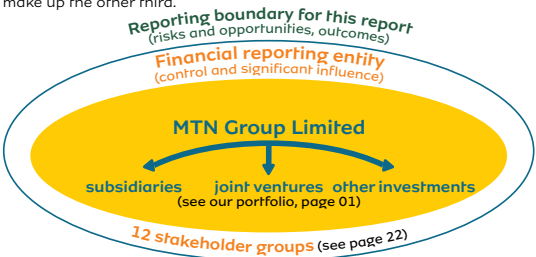 make up the other third.
Reporting boundary for this report
(risks and opportunities, outcomes)
Financial reporting entity
(control and significant influence)
MTN Group Limited
subsidiaries joint ventures other investments
(see our portfolio, page 01)
12 stakeholder groups (see page 22)